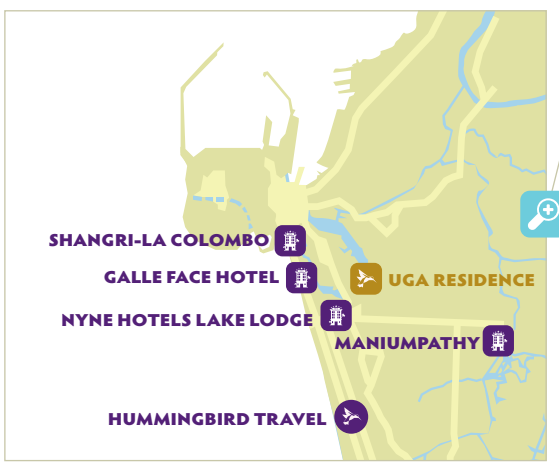 SHANGRI-LA COLOMBO
GALLE FACE HOTEL
UGA RESIDENCE
NYNE HOTELS LAKE LODGE
MANIUMPATHY
HUMMINGBIRD TRAVEL